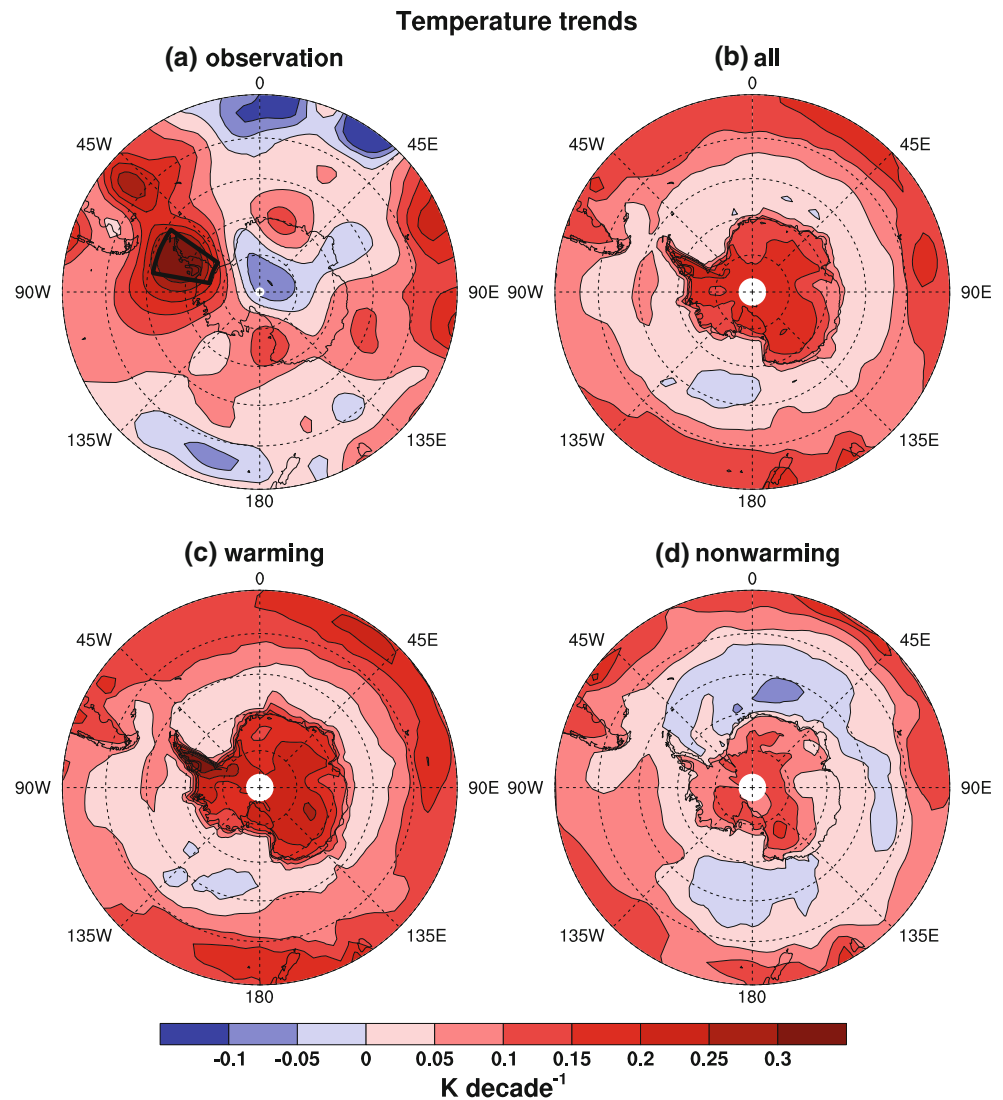 Temperature trends
(a) observation
(b) all
0
0
45W
45E
45W
45E
90W
90E
90W
90E
135W
135E
135W
135E
180
180
(c) warming
(d) nonwarming
0
0
45W
45E
45W
45E
90W
90E
90W
90E
135W
135E
135W
135E
180
180
-0.1 -0.05 0 0.05 0.1 0.15 0.2 0.25 0.3
K decade⁻¹